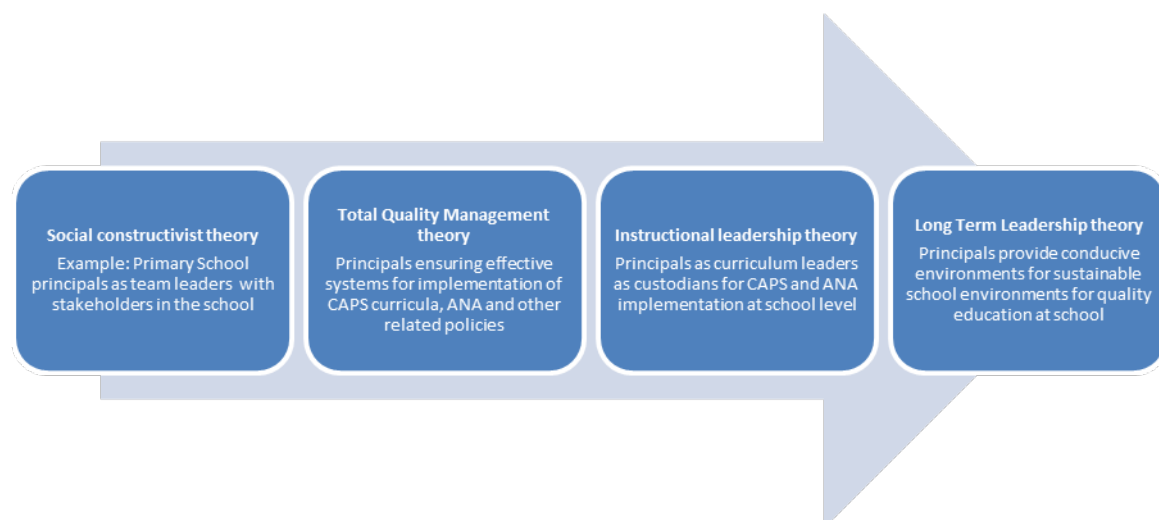 Social constructivist theory
Example: Primary School
principals as team leaders with
stakeholders in the school
Total Quality Management
theory
Principals ensuring effective
systems for implementation of
CAPS curricula, ANA and other
related policies
Instructional leadership theory
Principals as curriculum leaders
as custodians for CAPS and ANA
implementation at school level
Long Term Leadership theory
Principals provide conducive
environments for sustainable
school environments for quality
education at school